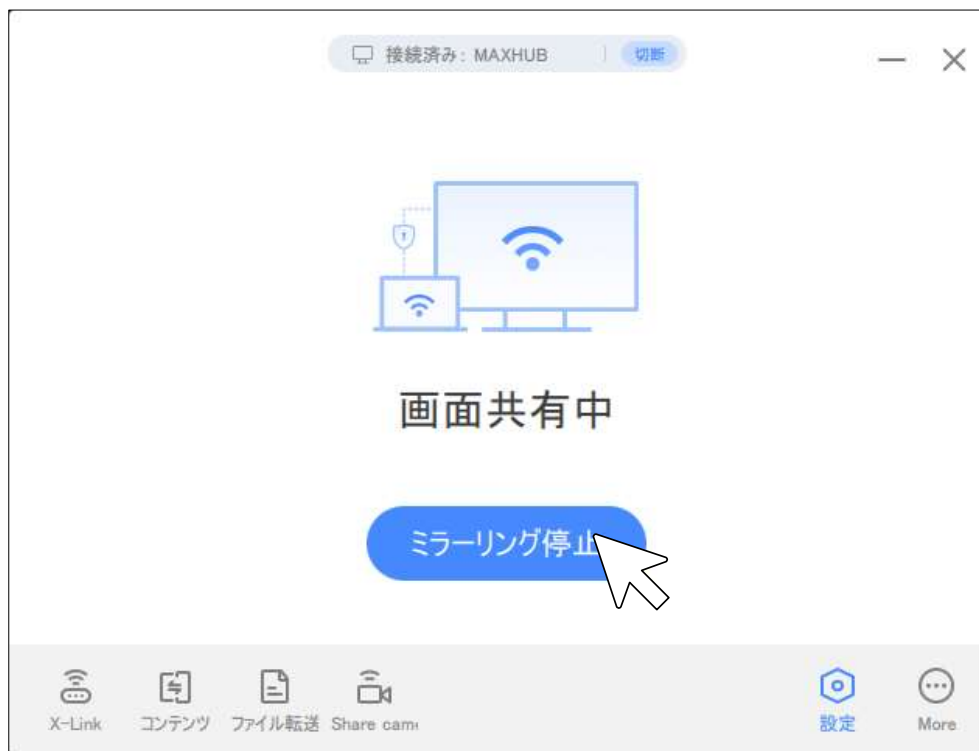 接続済み: MAXHUB
切断
画面共有中
ミラーリング停止
X-Link
コンテンツ
ファイル転送
Share cam
設定
More